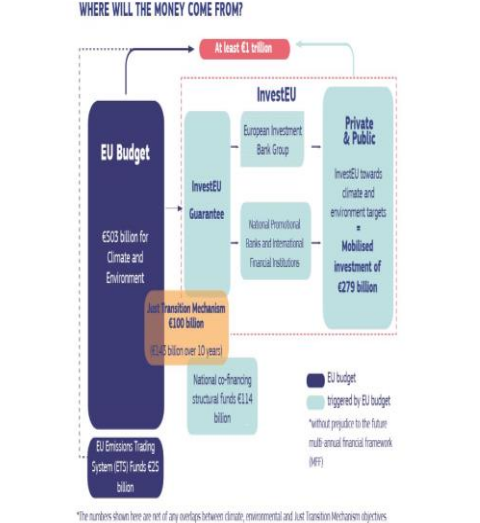 WHERE WILL THE MONEY COME FROM?
At least €1 trillion
InvestEU
EU Budget
€503 billion for
Climate and
Environment
InvestEU
Guarantee
European Investment
Bank Group
National Promotional
Banks and International
Financial Institutions
Private
& Public
InvestEU towards
climate and
environment targets
=
Mobilised
investment of
€279 billion
Just Transition Mechanism
€100 billion
(€143 billion over 10 years)
National co-financing
structural funds €114
billion
EU Emissions Trading
System (ETS) Funds €25
billion
EU budget
triggered by EU budget
*without prejudice to the future
multi-annual financial framework
(MFF)
*The numbers shown here are net of any overlaps between climate, environmental and Just Transition Mechanism objectives